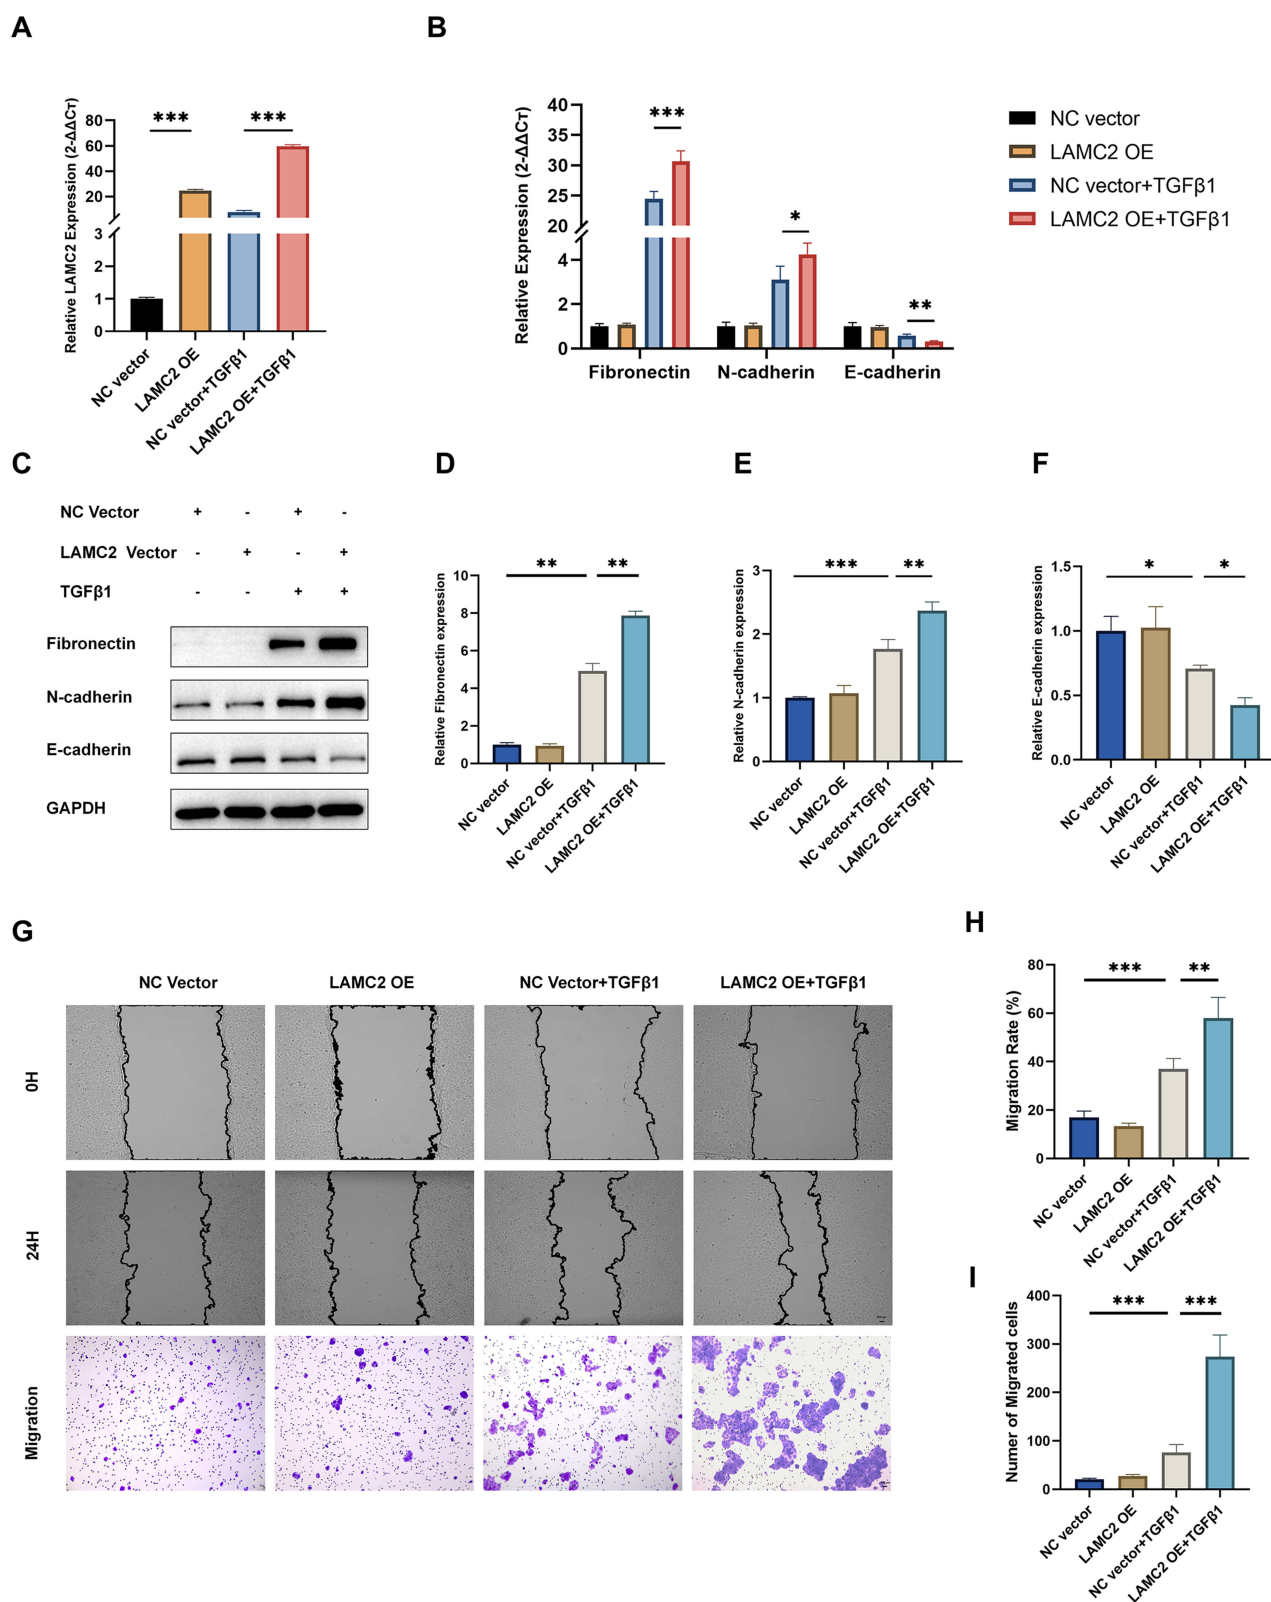 A
Relative LAMC2 Expression (2-ΔΔCT)
80
60
40
20
3
2
1
0
***
***
NC vector
LAMC2 OE
NC vector+TGFβ1
LAMC2 OE+TGFβ1
B
Relative Expression (2-ΔΔCT)
40
35
30
25
20
4
2
0
***
*
**
Fibronectin
N-cadherin
E-cadherin
NC vector
LAMC2 OE
NC vector+TGFβ1
LAMC2 OE+TGFβ1
C
NC Vector + - + -
LAMC2 Vector - + - +
TGFβ1 - - + +
Fibronectin
N-cadherin
E-cadherin
GAPDH
D
Relative Fibronectin expression
10
8
6
4
2
0
**
**
NC vector
LAMC2 OE
NC vector+TGFβ1
LAMC2 OE+TGFβ1
E
Relative N-cadherin expression
3
2
1
0
***
**
NC vector
LAMC2 OE
NC vector+TGFβ1
LAMC2 OE+TGFβ1
F
Relative E-cadherin expression
1.5
1.0
0.5
0.0
*
*
NC vector
LAMC2 OE
NC vector+TGFβ1
LAMC2 OE+TGFβ1
G
NC Vector
LAMC2 OE
NC Vector+TGFβ1
LAMC2 OE+TGFβ1
0H
24H
Migration
H
Migration Rate (%)
80
60
40
20
0
***
**
NC vector
LAMC2 OE
NC vector+TGFβ1
LAMC2 OE+TGFβ1
I
Numer of Migrated cells
400
300
200
100
0
***
***
NC vector
LAMC2 OE
NC vector+TGFβ1
LAMC2 OE+TGFβ1